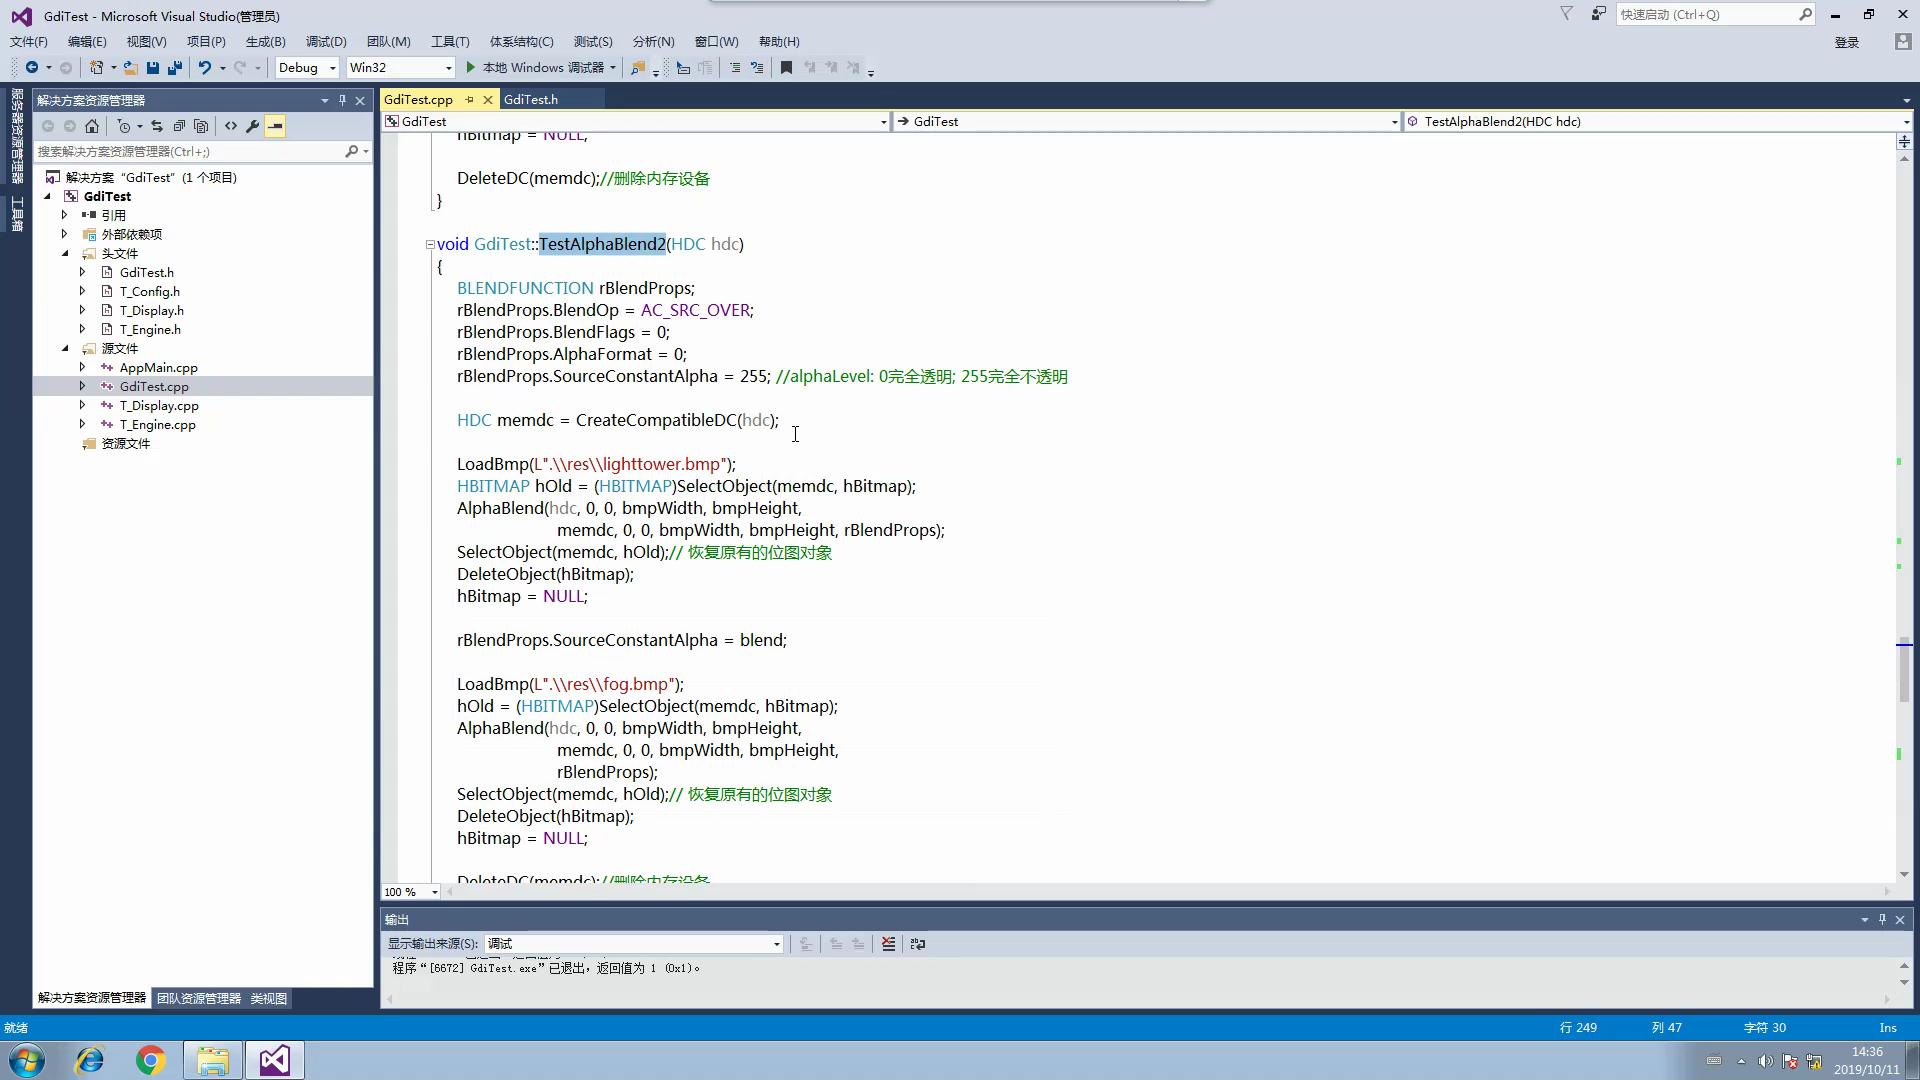 GdiTest - Microsoft Visual Studio(管理员)
快速启动 (Ctrl+Q)
文件(F) 编辑(E) 视图(V) 项目(P) 生成(B) 调试(D) 团队(M) 工具(T) 体系结构(C) 测试(S) 分析(N) 窗口(W) 帮助(H)
登录
Debug Win32 本地 Windows 调试器
服务器资源管理器
工具箱
解决方案资源管理器
搜索解决方案资源管理器(Ctrl+;)
解决方案 "GdiTest" (1 个项目)
GdiTest
引用
外部依赖项
头文件
GdiTest.h
T_Config.h
T_Display.h
T_Engine.h
源文件
AppMain.cpp
GdiTest.cpp
T_Display.cpp
T_Engine.cpp
资源文件
解决方案资源管理器 团队资源管理器 类视图
GdiTest.cpp GdiTest.h
GdiTest GdiTest TestAlphaBlend2(HDC hdc)
hBitmap = NULL;
DeleteDC(memdc);//删除内存设备
}
void GdiTest::TestAlphaBlend2(HDC hdc)
{
BLENDFUNCTION rBlendProps;
rBlendProps.BlendOp = AC_SRC_OVER;
rBlendProps.BlendFlags = 0;
rBlendProps.AlphaFormat = 0;
rBlendProps.SourceConstantAlpha = 255; //alphaLevel: 0完全透明; 255完全不透明
HDC memdc = CreateCompatibleDC(hdc);
LoadBmp(L".\\res\\lighttower.bmp");
HBITMAP hOld = (HBITMAP)SelectObject(memdc, hBitmap);
AlphaBlend(hdc, 0, 0, bmpWidth, bmpHeight,
memdc, 0, 0, bmpWidth, bmpHeight, rBlendProps);
SelectObject(memdc, hOld);// 恢复原有的位图对象
DeleteObject(hBitmap);
hBitmap = NULL;
rBlendProps.SourceConstantAlpha = blend;
LoadBmp(L".\\res\\fog.bmp");
hOld = (HBITMAP)SelectObject(memdc, hBitmap);
AlphaBlend(hdc, 0, 0, bmpWidth, bmpHeight,
memdc, 0, 0, bmpWidth, bmpHeight,
rBlendProps);
SelectObject(memdc, hOld);// 恢复原有的位图对象
DeleteObject(hBitmap);
hBitmap = NULL;
DeleteDC(memdc);//删除内存设备
100 %
输出
显示输出来源(S): 调试
程序"[6672] GdiTest.exe"已退出，返回值为 1 (0x1)。
就绪 行 249 列 47 字符 30 Ins
14:36
2019/10/11